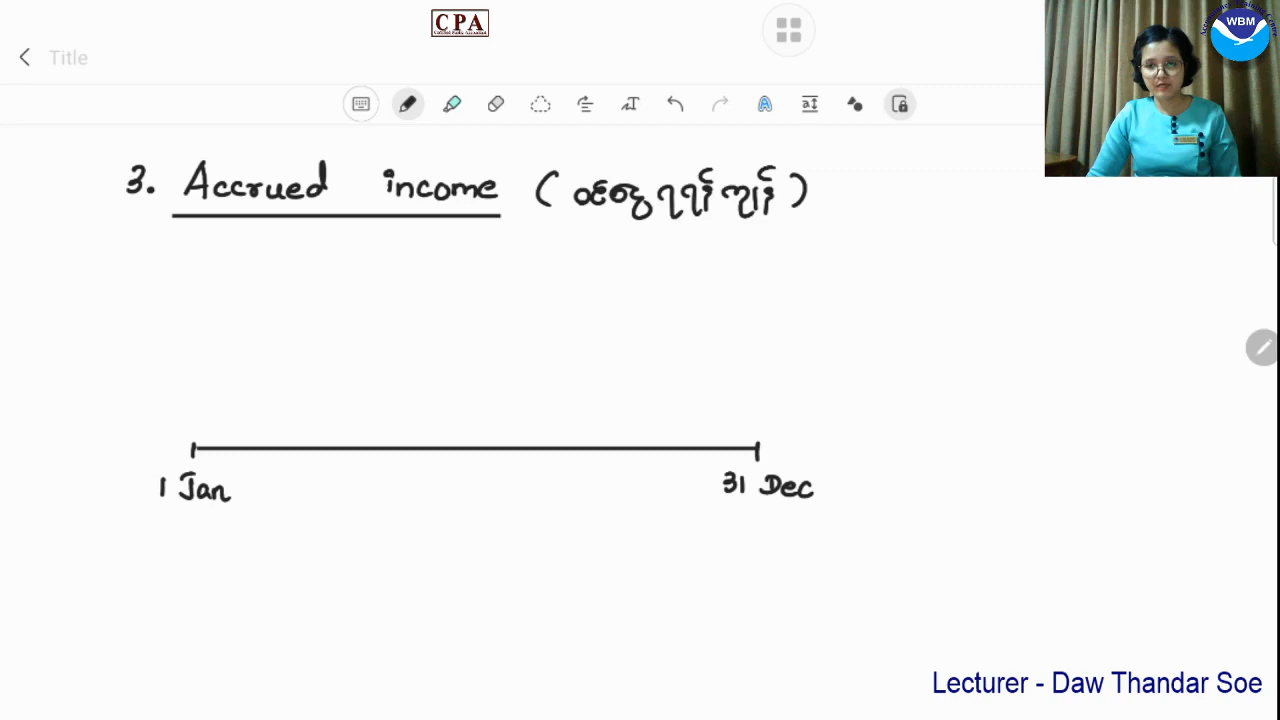 CPA
Title
WBM
3. Accrued income (ဝင်ငွေရရန်ကျန်)
1 Jan
31 Dec
Lecturer - Daw Thandar Soe